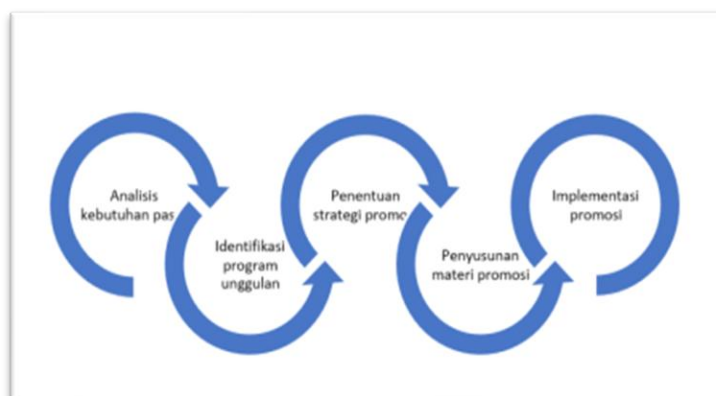 Analisis
kebutuhan pas
Identifikasi
program
unggulan
Penentuan
strategi promo
Penyusunan
materi promosi
Implementasi
promosi